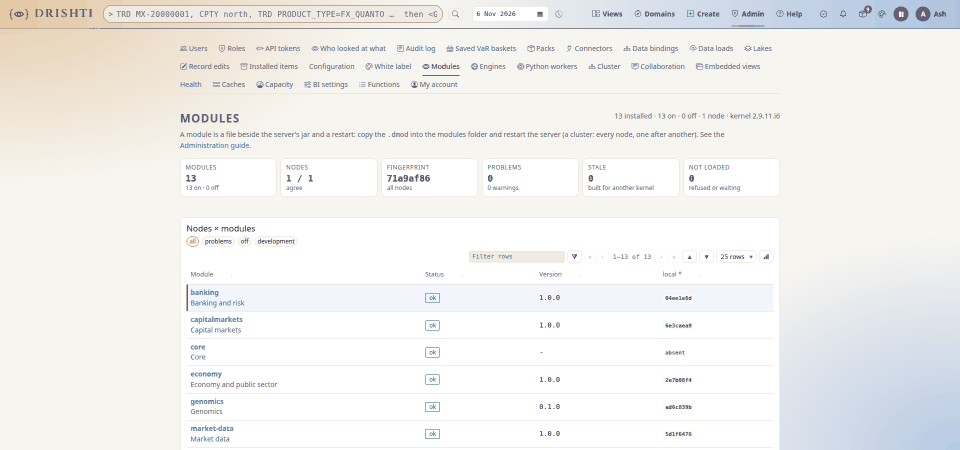 DRISHTI
> TRD MX-20000001, CPTY north, TRD PRODUCT_TYPE=FX_QUANTO … then <G
6 Nov 2026
Views
Domains
Create
Admin
Help
9
A Ash
Users
Roles
API tokens
Who looked at what
Audit log
Saved VaR baskets
Packs
Connectors
Data bindings
Data loads
Lakes
Record edits
Installed items
Configuration
White label
Modules
Engines
Python workers
Cluster
Collaboration
Embedded views
Health
Caches
Capacity
BI settings
Functions
My account
MODULES
13 installed · 13 on · 0 off · 1 node · kernel 2.9.11.l6
A module is a file beside the server's jar and a restart: copy the .dmod into the modules folder and restart the server (a cluster: every node, one after another). See the
Administration guide.
MODULES
13
13 on · 0 off
NODES
1 / 1
agree
FINGERPRINT
71a9af86
all nodes
PROBLEMS
0
0 warnings
STALE
0
built for another kernel
NOT LOADED
0
refused or waiting
Nodes × modules
all
problems
off
development
Filter rows
« ‹ 1–13 of 13 › »
▲ ▼
25 rows ▾
Module Status Version local *
banking
Banking and risk
ok 1.0.0 04ee1e8d
capitalmarkets
Capital markets
ok 1.0.0 6e3caea9
core
Core
ok - absent
economy
Economy and public sector
ok 1.0.0 2e7b08f4
genomics
Genomics
ok 0.1.0 ad6c039b
market-data
Market data
ok 1.0.0 5d1f6476